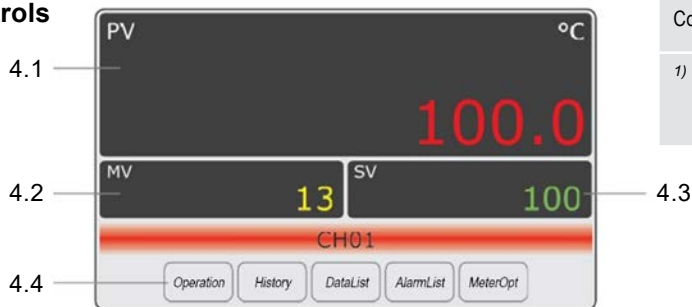 rols
Co
1)
PV °C
4.1
100.0
MV 13 SV 100
4.2 4.3
CH01
4.4
Operation History DataList AlarmList MeterOpt